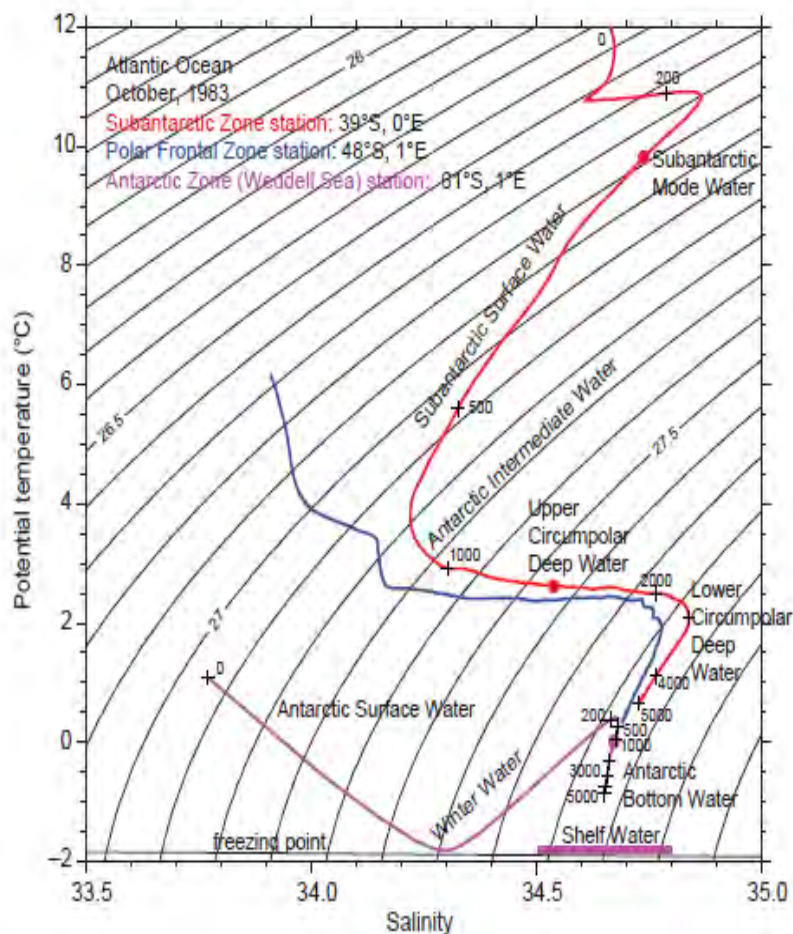 12
10
8
6
4
2
0
−2
Potential temperature (°C)
Atlantic Ocean
October, 1983
Subantarctic Zone station: 39°S, 0°E
Polar Frontal Zone station: 48°S, 1°E
Antarctic Zone (Weddell Sea) station: 61°S, 1°E
26
0
200
Subantarctic
Mode Water
Subantarctic Surface Water
500
26.5
27.5
Antarctic Intermediate Water
Upper
Circumpolar
Deep Water
1000
2000
Lower
Circumpolar
Deep
Water
4000
5000
27
0
Antarctic Surface Water
200
500
1000
3000
5000
Antarctic
Bottom Water
Winter Water
Shelf Water
freezing point
33.5
34.0
34.5
35.0
Salinity